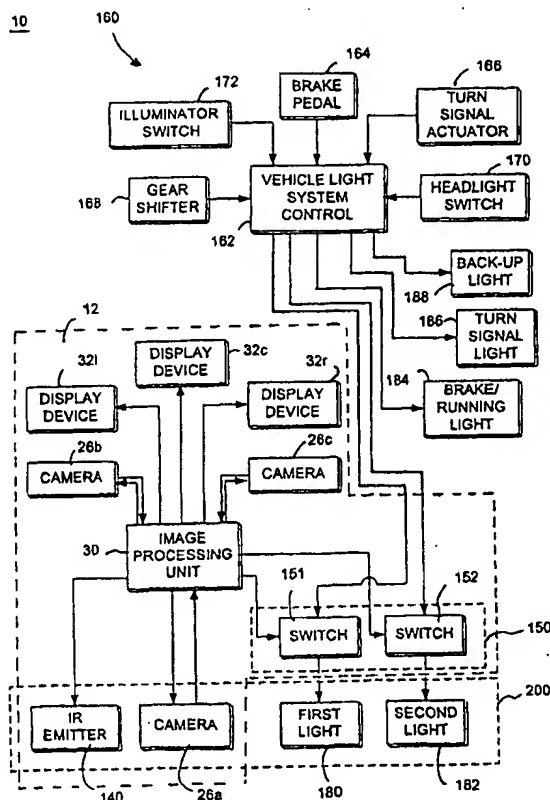 10
160
164
BRAKE
PEDAL
166
TURN
SIGNAL
ACTUATOR
172
ILLUMINATOR
SWITCH
170
HEADLIGHT
SWITCH
168
GEAR
SHIFTER
VEHICLE LIGHT
SYSTEM
CONTROL
162
BACK-UP
LIGHT
188
186
TURN
SIGNAL
LIGHT
184
BRAKE/
RUNNING
LIGHT
12
DISPLAY
DEVICE
32c
32l
DISPLAY
DEVICE
32r
DISPLAY
DEVICE
26b
CAMERA
26c
CAMERA
30
IMAGE
PROCESSING
UNIT
151
SWITCH
152
SWITCH
150
200
IR
EMITTER
CAMERA
FIRST
LIGHT
SECOND
LIGHT
140
26a
180
182